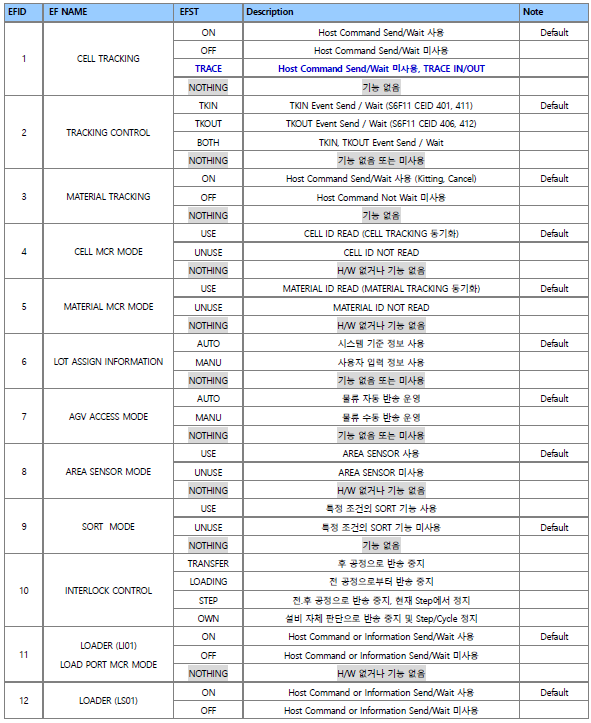 EFID EF NAME EFST Description Note
1 CELL TRACKING ON Host Command Send/Wait 사용 Default
OFF Host Command Send/Wait 미사용
TRACE Host Command Send/Wait 미사용, TRACE IN/OUT
NOTHING 기능 없음
2 TRACKING CONTROL TKIN TKIN Event Send / Wait (S6F11 CEID 401, 411) Default
TKOUT TKOUT Event Send / Wait (S6F11 CEID 406, 412)
BOTH TKIN, TKOUT Event Send / Wait
NOTHING 기능 없음 또는 미사용
3 MATERIAL TRACKING ON Host Command Send/Wait 사용 (Kitting, Cancel) Default
OFF Host Command Not Wait 미사용
NOTHING 기능 없음
4 CELL MCR MODE USE CELL ID READ (CELL TRACKING 동기화) Default
UNUSE CELL ID NOT READ
NOTHING H/W 없거나 기능 없음
5 MATERIAL MCR MODE USE MATERIAL ID READ (MATERIAL TRACKING 동기화) Default
UNUSE MATERIAL ID NOT READ
NOTHING H/W 없거나 기능 없음
6 LOT ASSIGN INFORMATION AUTO 시스템 기준 정보 사용 Default
MANU 사용자 입력 정보 사용
NOTHING 기능 없음 또는 미사용
7 AGV ACCESS MODE AUTO 물류 자동 반송 운영 Default
MANU 물류 수동 반송 운영
NOTHING 기능 없음 또는 미사용
8 AREA SENSOR MODE USE AREA SENSOR 사용 Default
UNUSE AREA SENSOR 미사용
NOTHING H/W 없거나 기능 없음
9 SORT MODE USE 특정 조건의 SORT 기능 사용
UNUSE 특정 조건의 SORT 기능 미사용 Default
NOTHING 기능 없음
10 INTERLOCK CONTROL TRANSFER 후 공정으로 반송 중지
LOADING 전 공정으로부터 반송 중지
STEP 전.후 공정으로 반송 중지, 현재 Step에서 정지
OWN 설비 자체 판단으로 반송 중지 및 Step/Cycle 정지
11 LOADER (LI01) LOAD PORT MCR MODE ON Host Command or Information Send/Wait 사용 Default
OFF Host Command or Information Send/Wait 미사용
NOTHING H/W 없거나 기능 없음
12 LOADER (LS01) ON Host Command or Information Send/Wait 사용 Default
OFF Host Command or Information Send/Wait 미사용